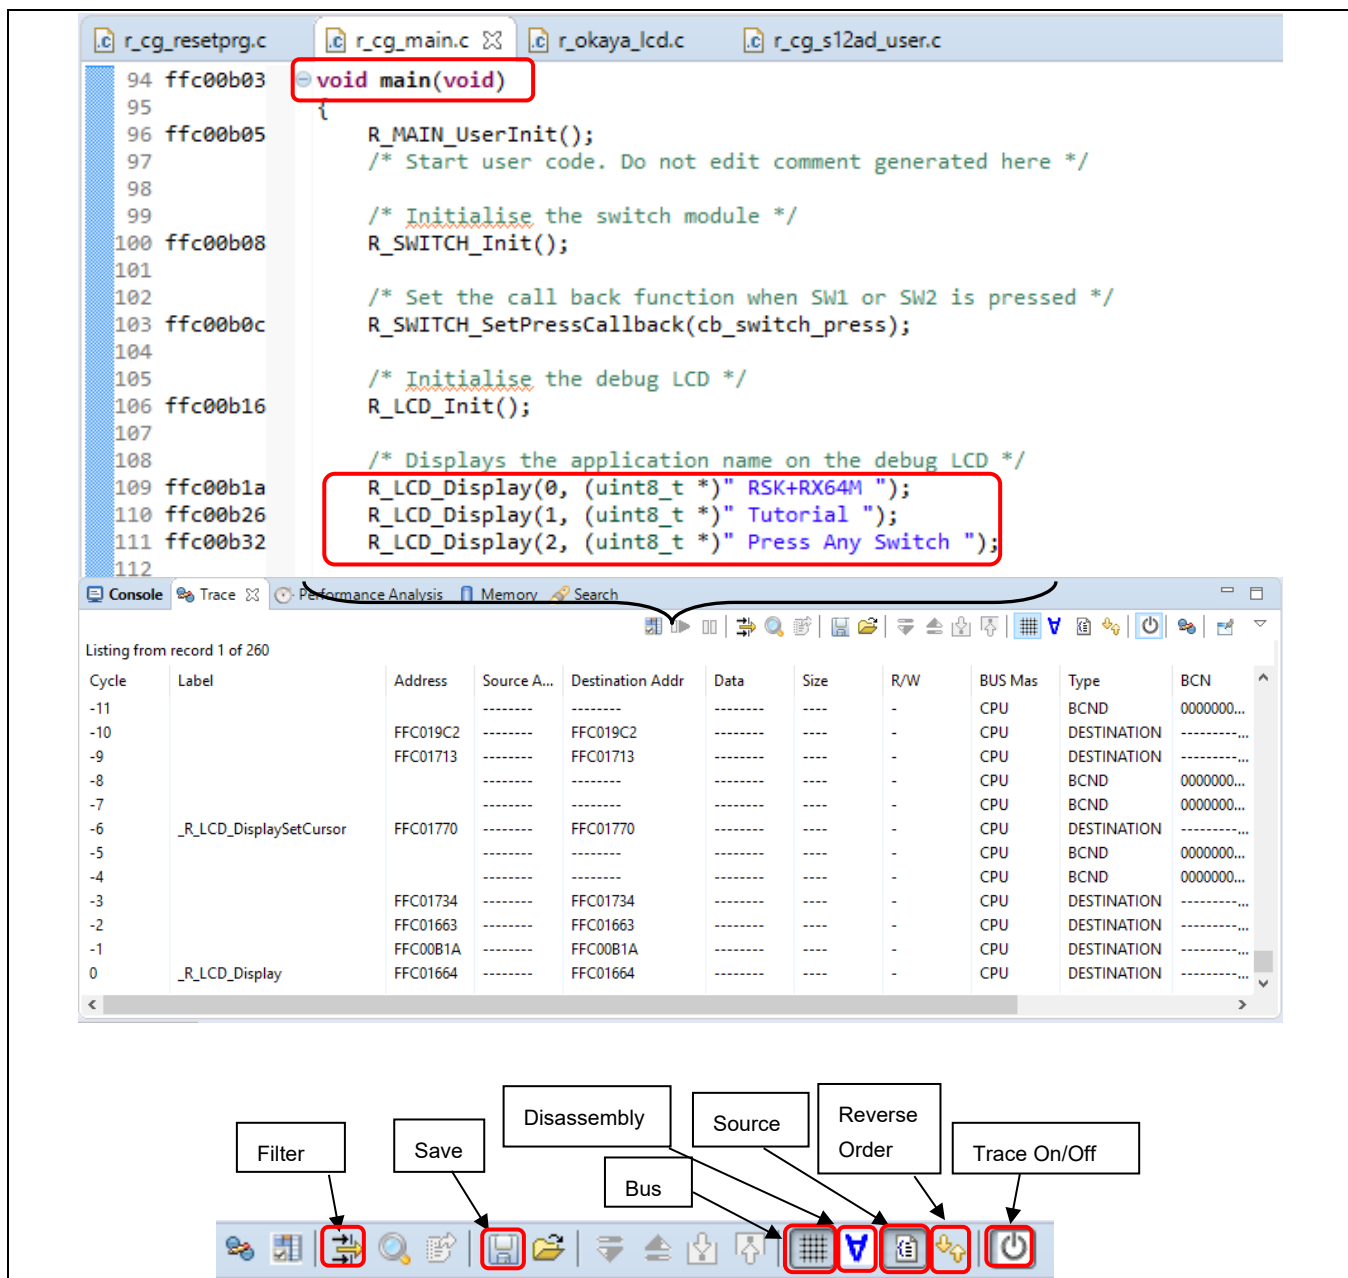 r_cg_resetprg.c r_cg_main.c r_okaya_lcd.c r_cg_s12ad_user.c
94 ffc00b03 void main(void)
95 {
96 ffc00b05 R_MAIN_UserInit();
97 /* Start user code. Do not edit comment generated here */
98
99 /* Initialise the switch module */
100 ffc00b08 R_SWITCH_Init();
101
102 /* Set the call back function when SW1 or SW2 is pressed */
103 ffc00b0c R_SWITCH_SetPressCallback(cb_switch_press);
104
105 /* Initialise the debug LCD */
106 ffc00b16 R_LCD_Init();
107
108 /* Displays the application name on the debug LCD */
109 ffc00b1a R_LCD_Display(0, (uint8_t *)" RSK+RX64M ");
110 ffc00b26 R_LCD_Display(1, (uint8_t *)" Tutorial ");
111 ffc00b32 R_LCD_Display(2, (uint8_t *)" Press Any Switch ");
112
Console Trace Performance Analysis Memory Search
Listing from record 1 of 260
Cycle Label Address Source A... Destination Addr Data Size R/W BUS Mas Type BCN
-11 -------- -------- -------- ---- - CPU BCND 0000000...
-10 FFC019C2 -------- FFC019C2 -------- ---- - CPU DESTINATION ---------...
-9 FFC01713 -------- FFC01713 -------- ---- - CPU DESTINATION ---------...
-8 -------- -------- -------- ---- - CPU BCND 0000000...
-7 -------- -------- -------- ---- - CPU BCND 0000000...
-6 _R_LCD_DisplaySetCursor FFC01770 -------- FFC01770 -------- ---- - CPU DESTINATION ---------...
-5 -------- -------- -------- ---- - CPU BCND 0000000...
-4 -------- -------- -------- ---- - CPU BCND 0000000...
-3 FFC01734 -------- FFC01734 -------- ---- - CPU DESTINATION ---------...
-2 FFC01663 -------- FFC01663 -------- ---- - CPU DESTINATION ---------...
-1 FFC00B1A -------- FFC00B1A -------- ---- - CPU DESTINATION ---------...
0 _R_LCD_Display FFC01664 -------- FFC01664 -------- ---- - CPU DESTINATION ---------...
Filter
Save
Disassembly
Bus
Source
Reverse
Order
Trace On/Off